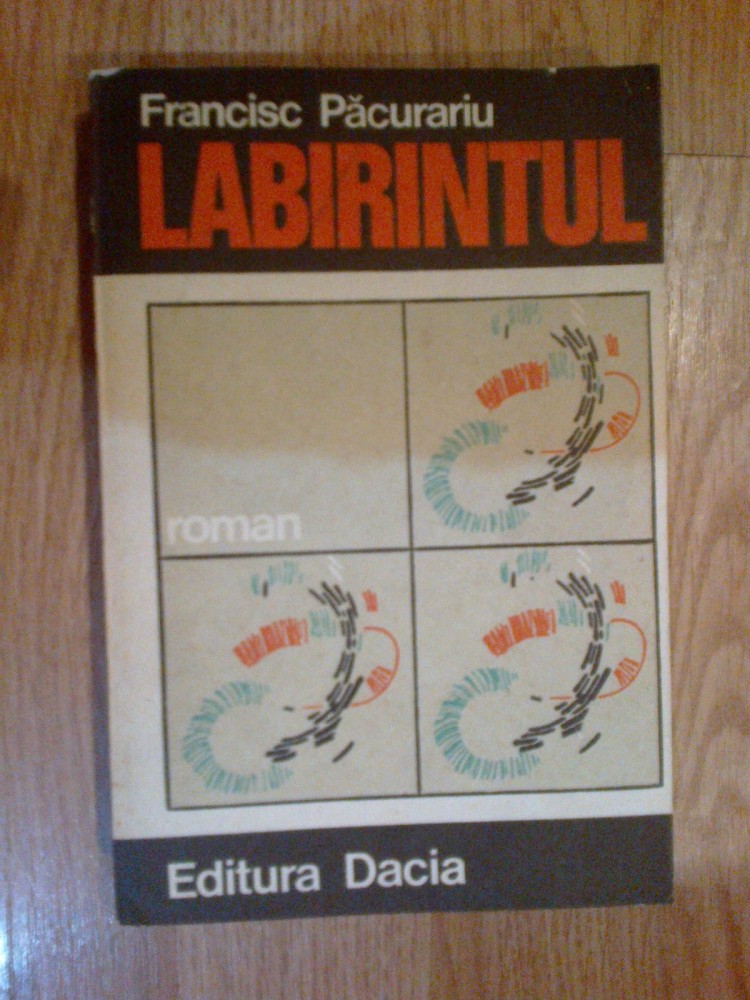 Francisc Păcurariu
LABIRINTUL
roman
Editura Dacia